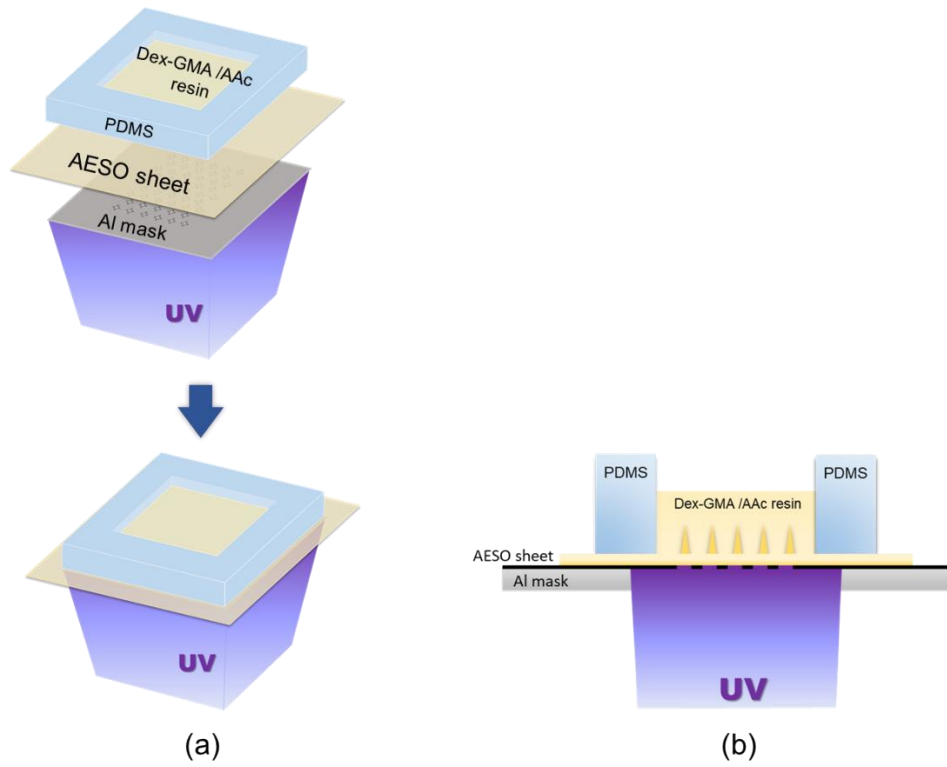 Dex-GMA /AAc
resin
PDMS
AESO sheet
Al mask
UV
UV
(a)
PDMS
PDMS
Dex-GMA /AAc resin
AESO sheet
Al mask
UV
(b)